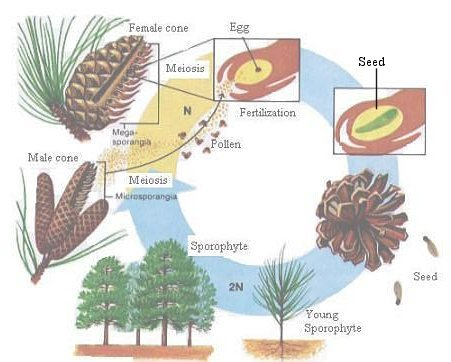 Female cone
Egg
Meiosis
Seed
N
Fertilization
Mega-
sporangia
Pollen
Male cone
Meiosis
Microsporangia
Sporophyte
Seed
2N
Young
Sporophyte